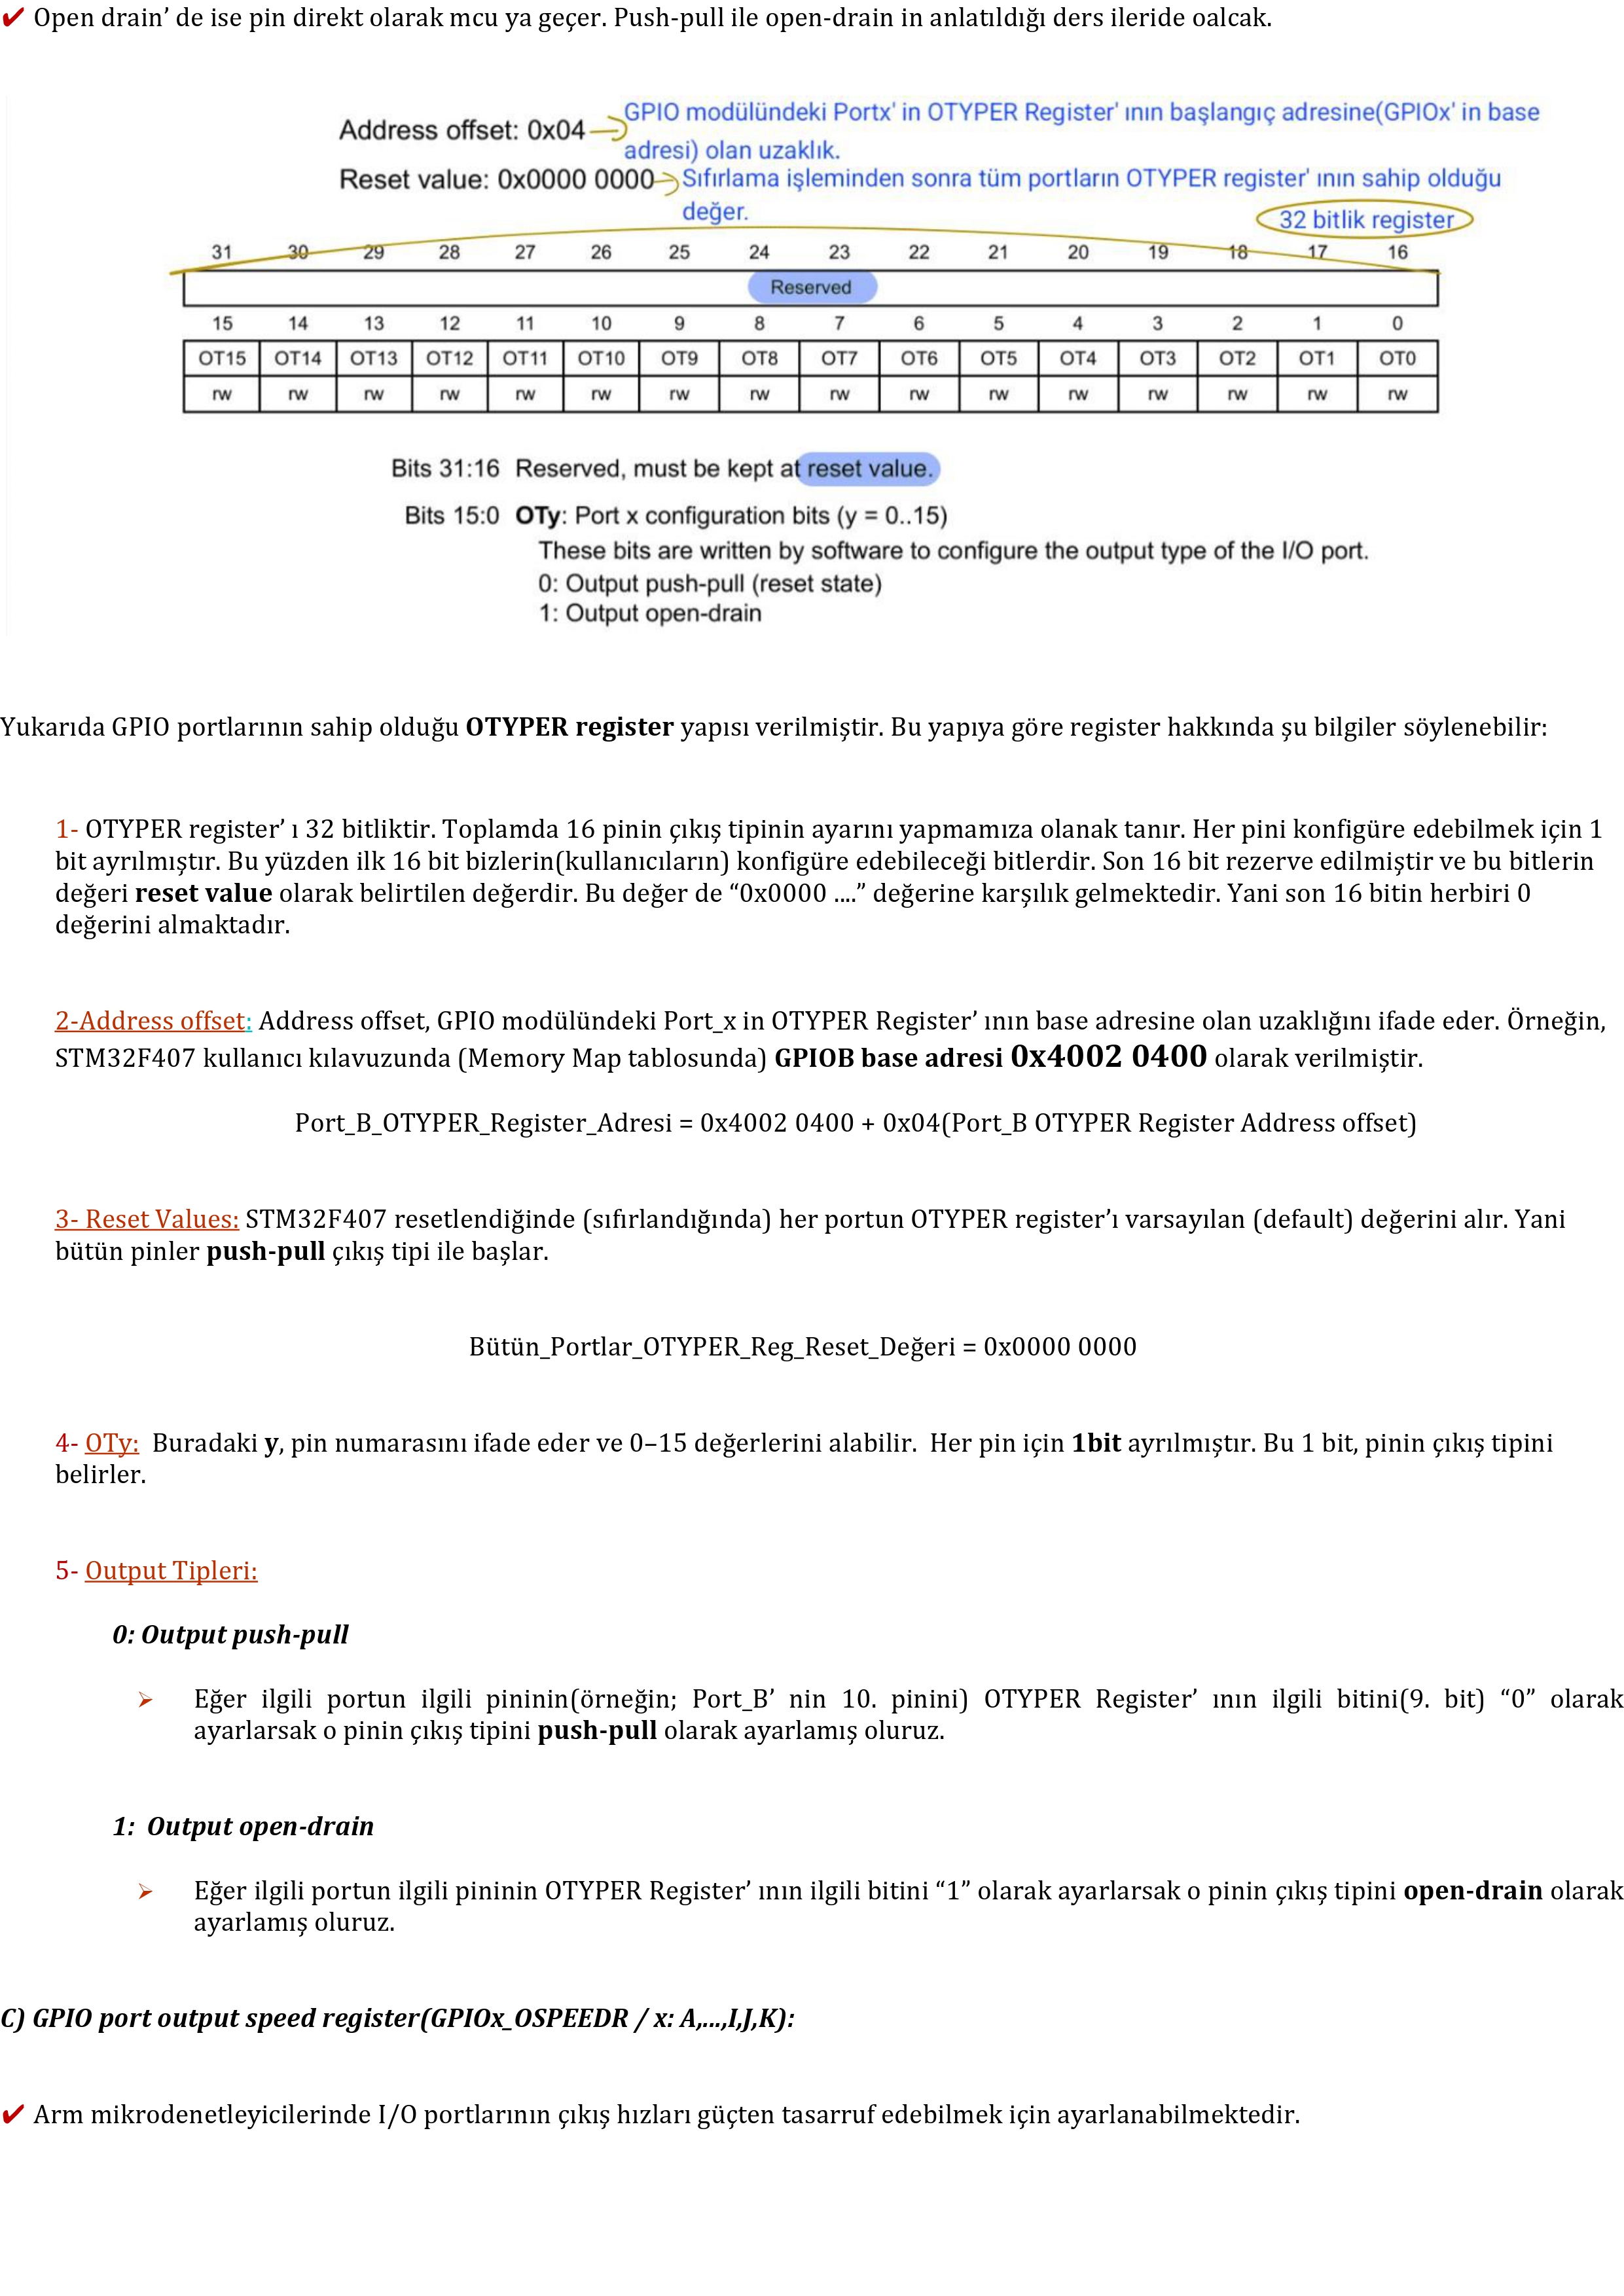 ✔ Open drain’ de ise pin direkt olarak mcu ya geçer. Push-pull ile open-drain in anlatıldığı ders ileride oalcak.
Address offset: 0x04 GPIO modülündeki Portx' in OTYPER Register' ının başlangıç adresine(GPIOx' in base
adresi) olan uzaklık.
Reset value: 0x0000 0000 Sıfırlama işleminden sonra tüm portların OTYPER register' ının sahip olduğu
değer.
32 bitlik register
31 30 29 28 27 26 25 24 23 22 21 20 19 18 17 16
Reserved
15 14 13 12 11 10 9 8 7 6 5 4 3 2 1 0
OT15 OT14 OT13 OT12 OT11 OT10 OT9 OT8 OT7 OT6 OT5 OT4 OT3 OT2 OT1 OT0
rw rw rw rw rw rw rw rw rw rw rw rw rw rw rw rw
Bits 31:16 Reserved, must be kept at reset value.
Bits 15:0 OTy: Port x configuration bits (y = 0..15)
These bits are written by software to configure the output type of the I/O port.
0: Output push-pull (reset state)
1: Output open-drain
Yukarıda GPIO portlarının sahip olduğu OTYPER register yapısı verilmiştir. Bu yapıya göre register hakkında şu bilgiler söylenebilir:
1- OTYPER register’ ı 32 bitliktir. Toplamda 16 pinin çıkış tipinin ayarını yapmamıza olanak tanır. Her pini konfigüre edebilmek için 1
bit ayrılmıştır. Bu yüzden ilk 16 bit bizlerin(kullanıcıların) konfigüre edebileceği bitlerdir. Son 16 bit rezerve edilmiştir ve bu bitlerin
değeri reset value olarak belirtilen değerdir. Bu değer de “0x0000 ....” değerine karşılık gelmektedir. Yani son 16 bitin herbiri 0
değerini almaktadır.
2-Address offset: Address offset, GPIO modülündeki Port_x in OTYPER Register’ ının base adresine olan uzaklığını ifade eder. Örneğin,
STM32F407 kullanıcı kılavuzunda (Memory Map tablosunda) GPIOB base adresi 0x4002 0400 olarak verilmiştir.
Port_B_OTYPER_Register_Adresi = 0x4002 0400 + 0x04(Port_B OTYPER Register Address offset)
3- Reset Values: STM32F407 resetlendiğinde (sıfırlandığında) her portun OTYPER register’ı varsayılan (default) değerini alır. Yani
bütün pinler push-pull çıkış tipi ile başlar.
Bütün_Portlar_OTYPER_Reg_Reset_Değeri = 0x0000 0000
4- OTy: Buradaki y, pin numarasını ifade eder ve 0–15 değerlerini alabilir. Her pin için 1bit ayrılmıştır. Bu 1 bit, pinin çıkış tipini
belirler.
5- Output Tipleri:
0: Output push-pull
➢ Eğer ilgili portun ilgili pininin(örneğin; Port_B’ nin 10. pinini) OTYPER Register’ ının ilgili bitini(9. bit) “0” olarak
ayarlarsak o pinin çıkış tipini push-pull olarak ayarlamış oluruz.
1: Output open-drain
➢ Eğer ilgili portun ilgili pininin OTYPER Register’ ının ilgili bitini “1” olarak ayarlarsak o pinin çıkış tipini open-drain olarak
ayarlamış oluruz.
C) GPIO port output speed register(GPIOx_OSPEEDR / x: A,...,I,J,K):
✔ Arm mikrodenetleyicilerinde I/O portlarının çıkış hızları güçten tasarruf edebilmek için ayarlanabilmektedir.